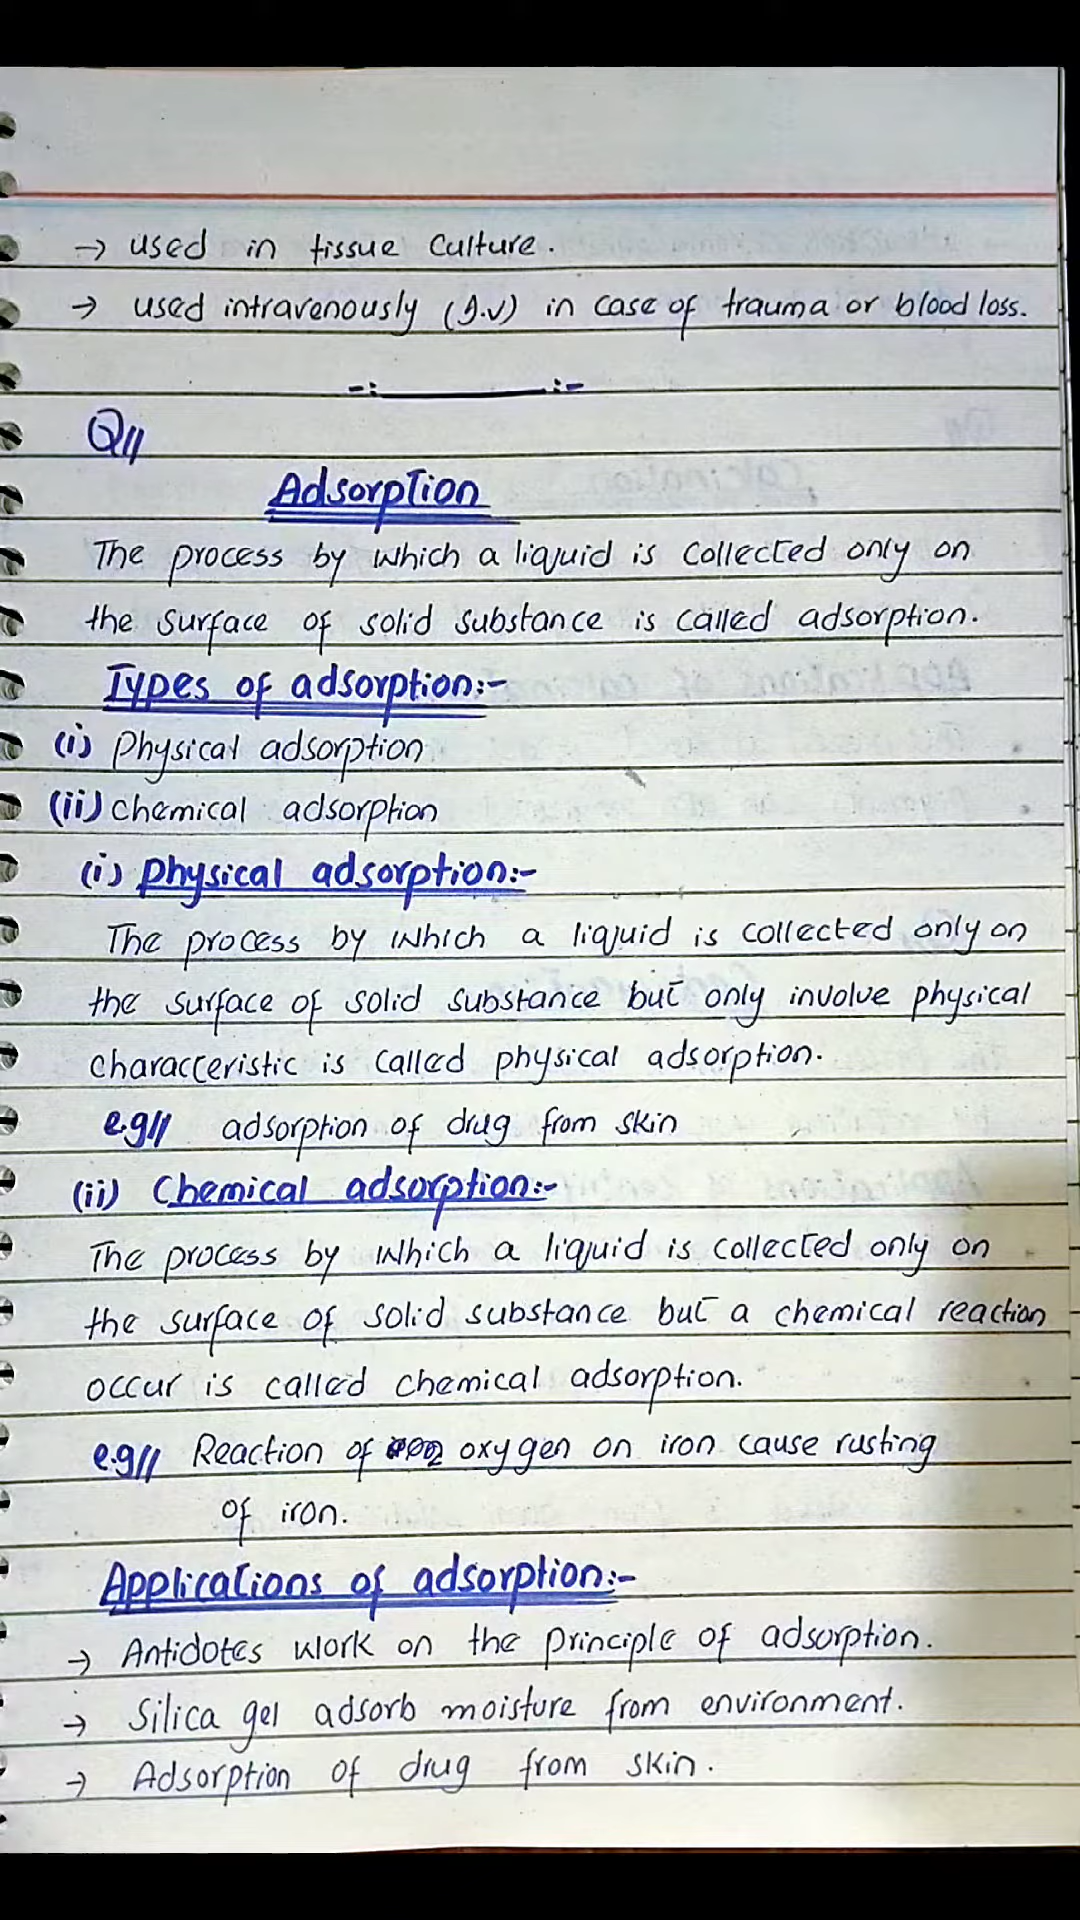 → used in tissue culture.
→ used intravenously (I.V) in case of trauma or blood loss.
-:________:-
Q//
Adsorption
The process by which a liquid is collected only on
the surface of solid substance is called adsorption.
Types of adsorption:-
(i) Physical adsorption
(ii) Chemical adsorption
(i) Physical adsorption:-
The process by which a liquid is collected only on
the surface of solid substance but only involve physical
characteristic is called physical adsorption.
e.g// adsorption of drug from skin
(ii) Chemical adsorption:-
The process by which a liquid is collected only on
the surface of solid substance but a chemical reaction
occur is called chemical adsorption.
e.g// Reaction of oxygen on iron cause rusting
of iron.
Applications of adsorption:-
→ Antidotes work on the principle of adsorption.
→ Silica gel adsorb moisture from environment.
→ Adsorption of drug from skin.